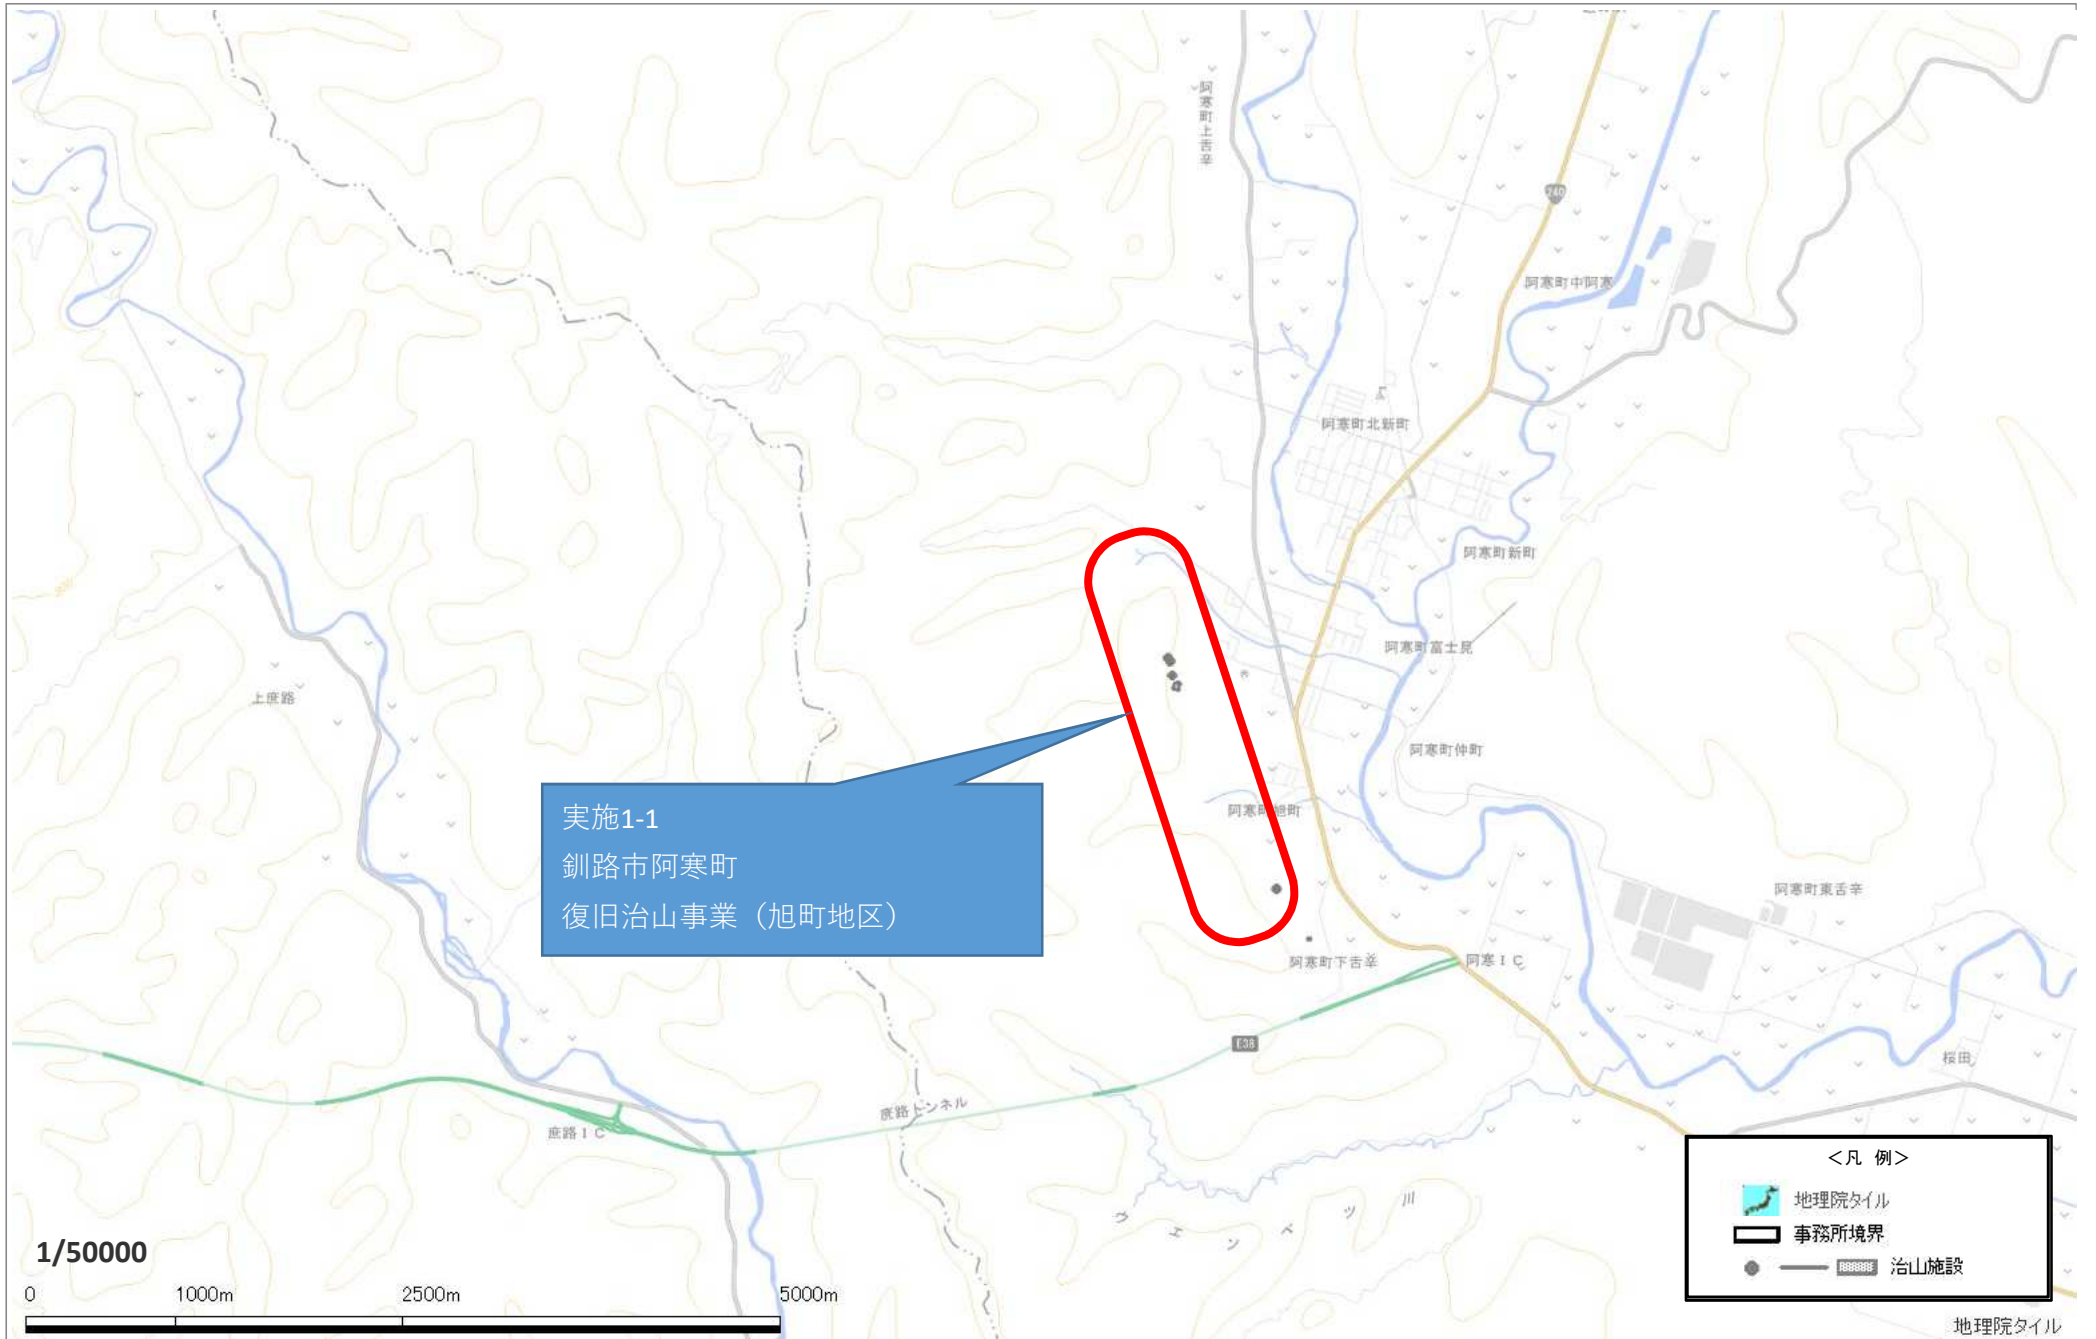 阿寒町上舌辛
240
阿寒町中阿寒
阿寒町北新町
阿寒町新町
阿寒町富士見
上庶路
阿寒町仲町
阿寒町旭町
実施1-1
釧路市阿寒町
復旧治山事業（旭町地区）
阿寒町東舌辛
阿寒町下舌辛
阿寒IC
E38
桜田
庶路トンネル
庶路IC
ウエンベツ川
<凡 例>
地理院タイル
事務所境界
治山施設
1/50000
0 1000m 2500m 5000m
地理院タイル